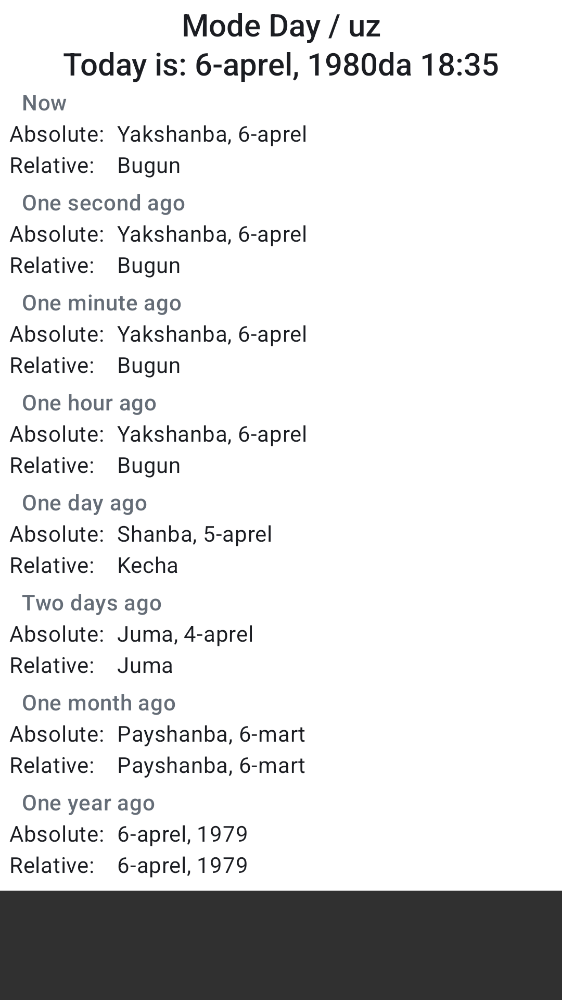 Mode Day / uz
Today is: 6-aprel, 1980da 18:35
Now
Absolute: Yakshanba, 6-aprel
Relative: Bugun
One second ago
Absolute: Yakshanba, 6-aprel
Relative: Bugun
One minute ago
Absolute: Yakshanba, 6-aprel
Relative: Bugun
One hour ago
Absolute: Yakshanba, 6-aprel
Relative: Bugun
One day ago
Absolute: Shanba, 5-aprel
Relative: Kecha
Two days ago
Absolute: Juma, 4-aprel
Relative: Juma
One month ago
Absolute: Payshanba, 6-mart
Relative: Payshanba, 6-mart
One year ago
Absolute: 6-aprel, 1979
Relative: 6-aprel, 1979